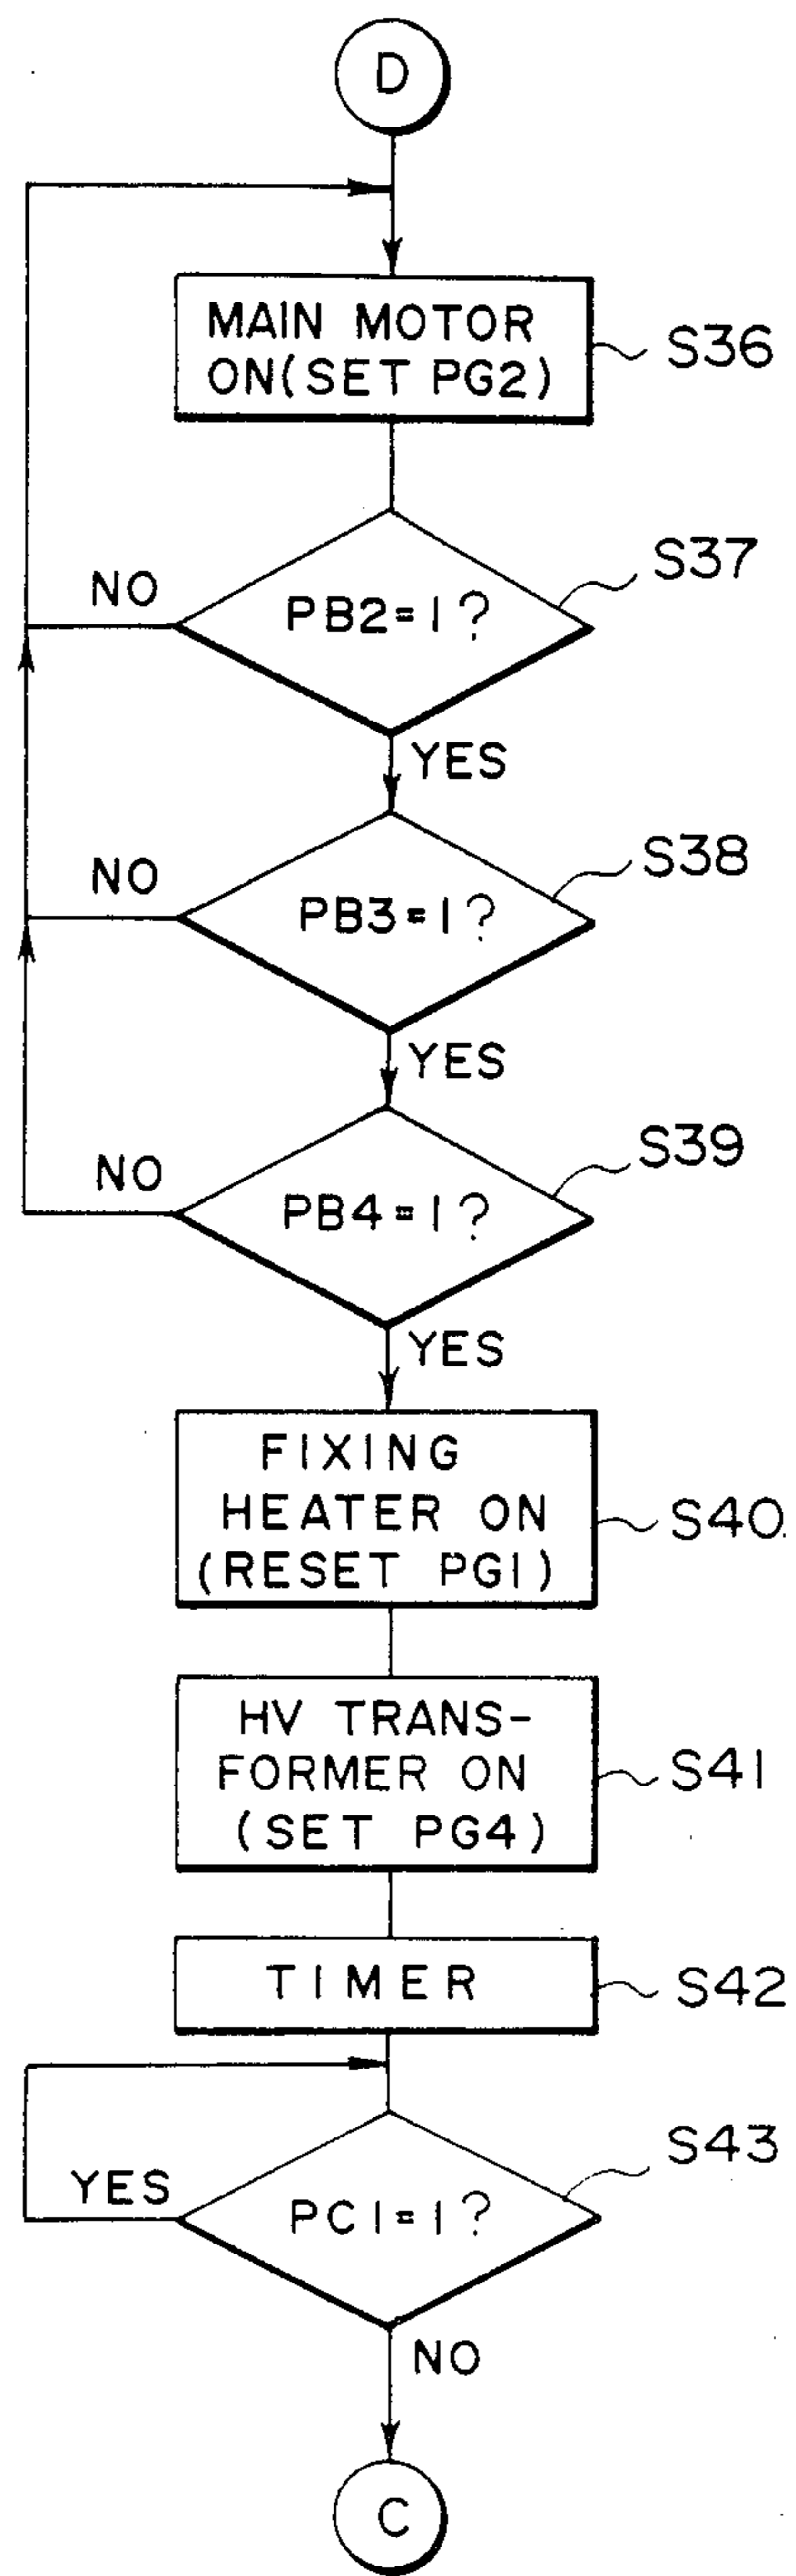 D
MAIN MOTOR
ON(SET PG2)
S36
S37
NO
PB2=1?
YES
S38
NO
PB3=1?
YES
S39
NO
PB4=1?
YES
FIXING
HEATER ON
(RESET PG1)
S40
HV TRANS-
FORMER ON
(SET PG4)
S41
TIMER
S42
S43
YES
PC1=1?
NO
C